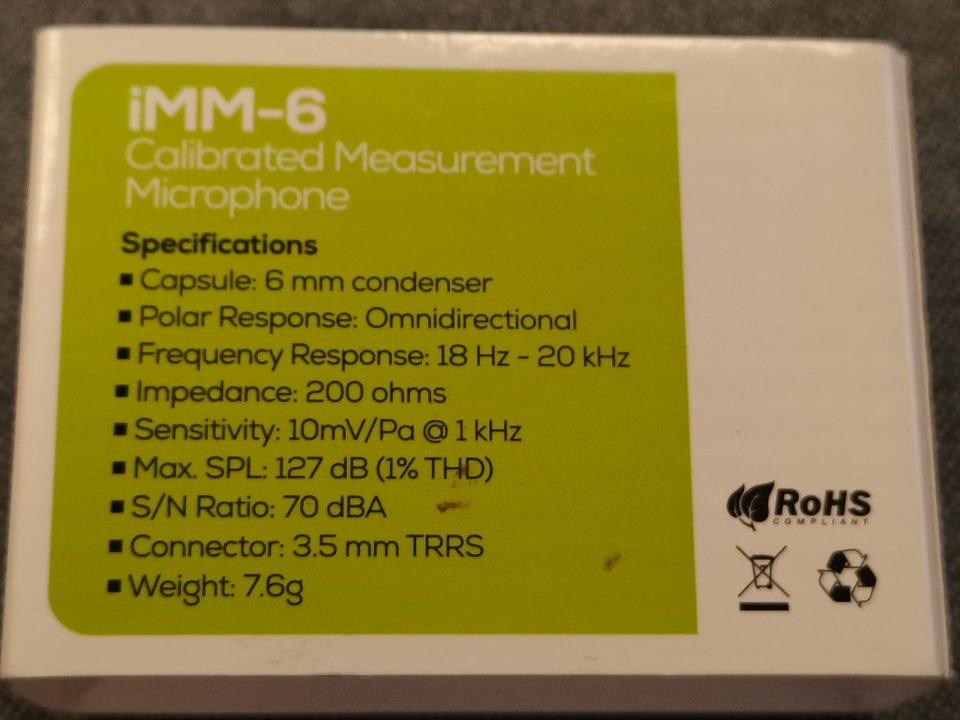 iMM-6
Calibrated Measurement
Microphone
Specifications
▪ Capsule: 6 mm condenser
▪ Polar Response: Omnidirectional
▪ Frequency Response: 18 Hz - 20 kHz
▪ Impedance: 200 ohms
▪ Sensitivity: 10mV/Pa @ 1 kHz
▪ Max. SPL: 127 dB (1% THD)
▪ S/N Ratio: 70 dBA
▪ Connector: 3.5 mm TRRS
▪ Weight: 7.6g
RoHS
COMPLIANT